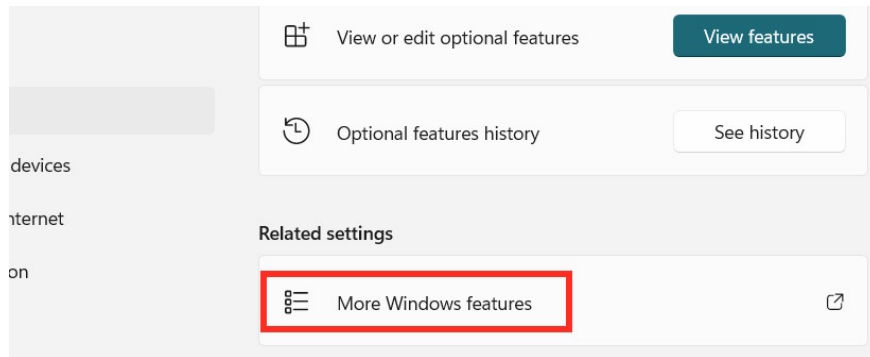 View or edit optional features
View features
Optional features history
See history
devices
nternet
Related settings
on
More Windows features